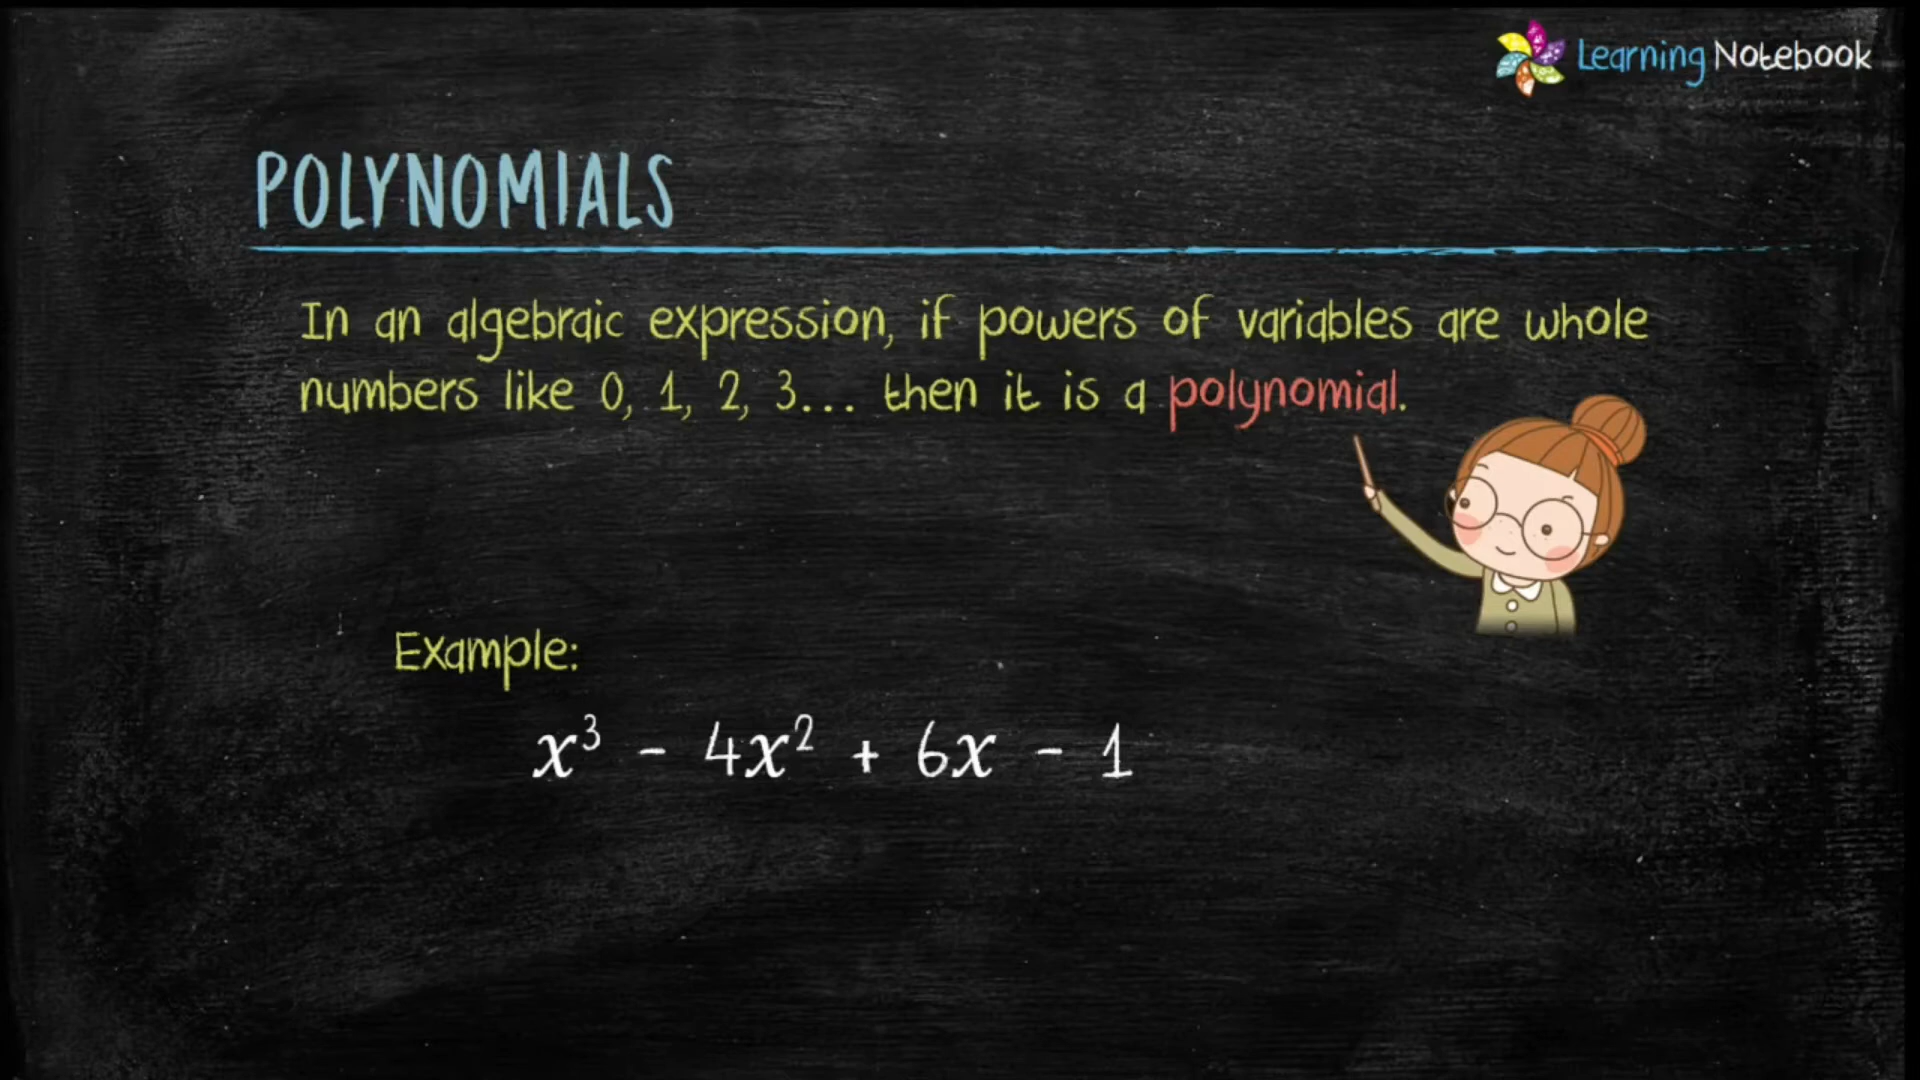 Learning Notebook
POLYNOMIALS
In an algebraic expression, if powers of variables are whole
numbers like 0, 1, 2, 3... then it is a polynomial.
Example:
x³ - 4x² + 6x - 1